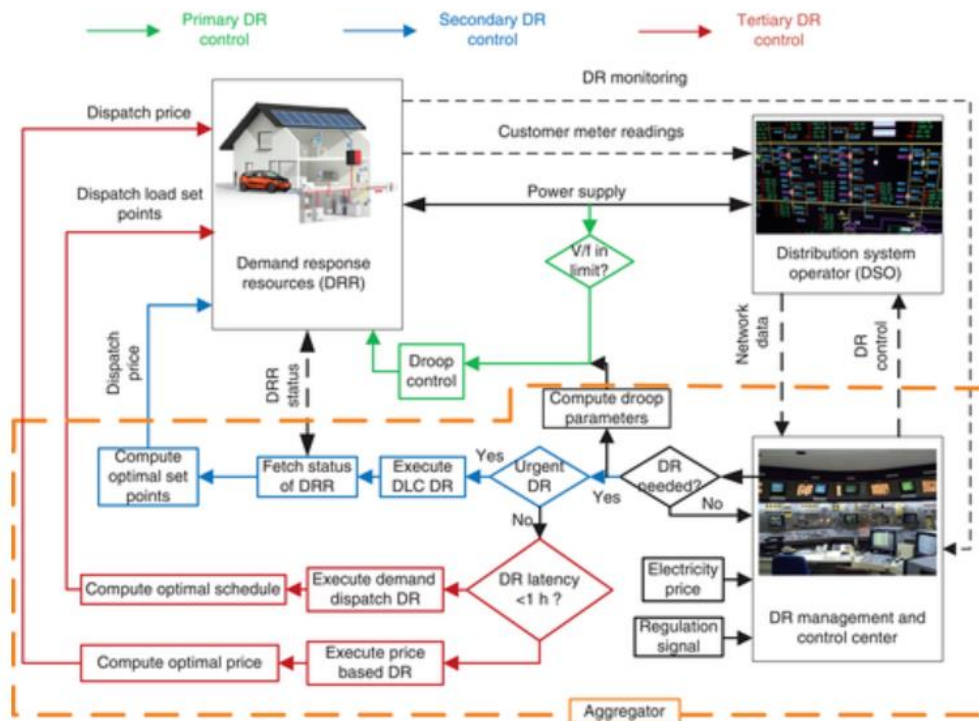 Primary DR
control
Secondary DR
control
Tertiary DR
control
DR monitoring
Dispatch price
Customer meter readings
Dispatch load set
points
Power supply
Demand response
resources (DRR)
V/f in
limit?
Distribution system
operator (DSO)
Dispatch
price
DRR
status
Droop
control
Network
data
DR
control
Compute droop
parameters
Compute
optimal set
points
Fetch status
of DRR
Execute
DLC DR
Yes
Urgent
DR
Yes
DR
needed?
No
No
Compute optimal schedule
Execute demand
dispatch DR
DR latency
<1 h ?
Electricity
price
Regulation
signal
DR management and
control center
Compute optimal price
Execute price
based DR
Aggregator